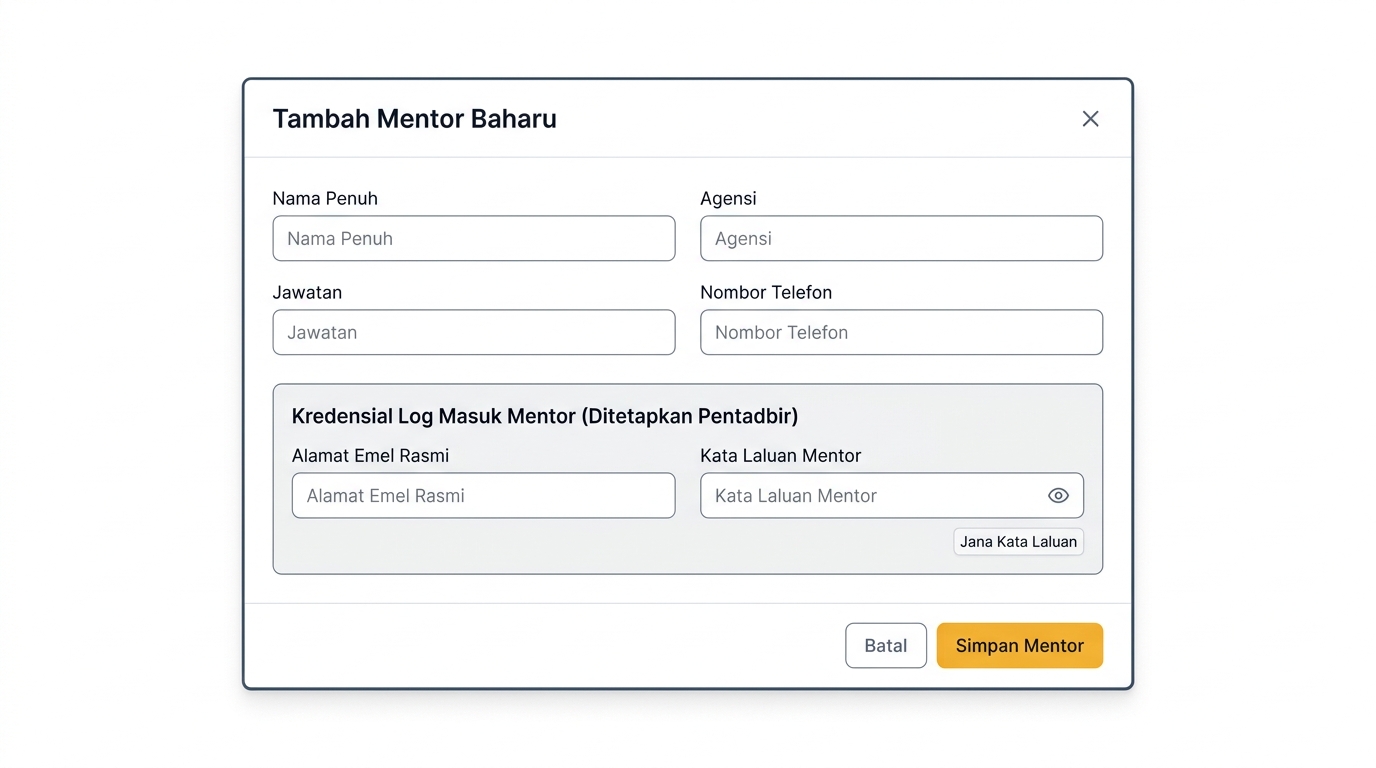 Tambah Mentor Baharu
Nama Penuh
Nama Penuh
Agensi
Agensi
Jawatan
Jawatan
Nombor Telefon
Nombor Telefon
Kredensial Log Masuk Mentor (Ditetapkan Pentadbir)
Alamat Emel Rasmi
Alamat Emel Rasmi
Kata Laluan Mentor
Kata Laluan Mentor
Jana Kata Laluan
Batal
Simpan Mentor